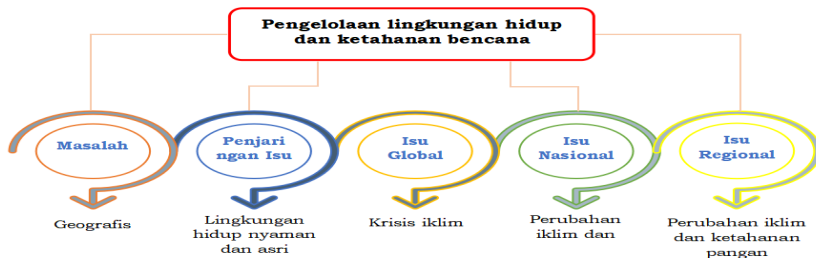 Pengelolaan lingkungan hidup
dan ketahanan bencana
Masalah
Penjari
ngan Isu
Isu
Global
Isu
Nasional
Isu
Regional
Geografis
Lingkungan
hidup nyaman
dan asri
Krisis iklim
Perubahan
iklim dan
Perubahan iklim
dan ketahanan
pangan